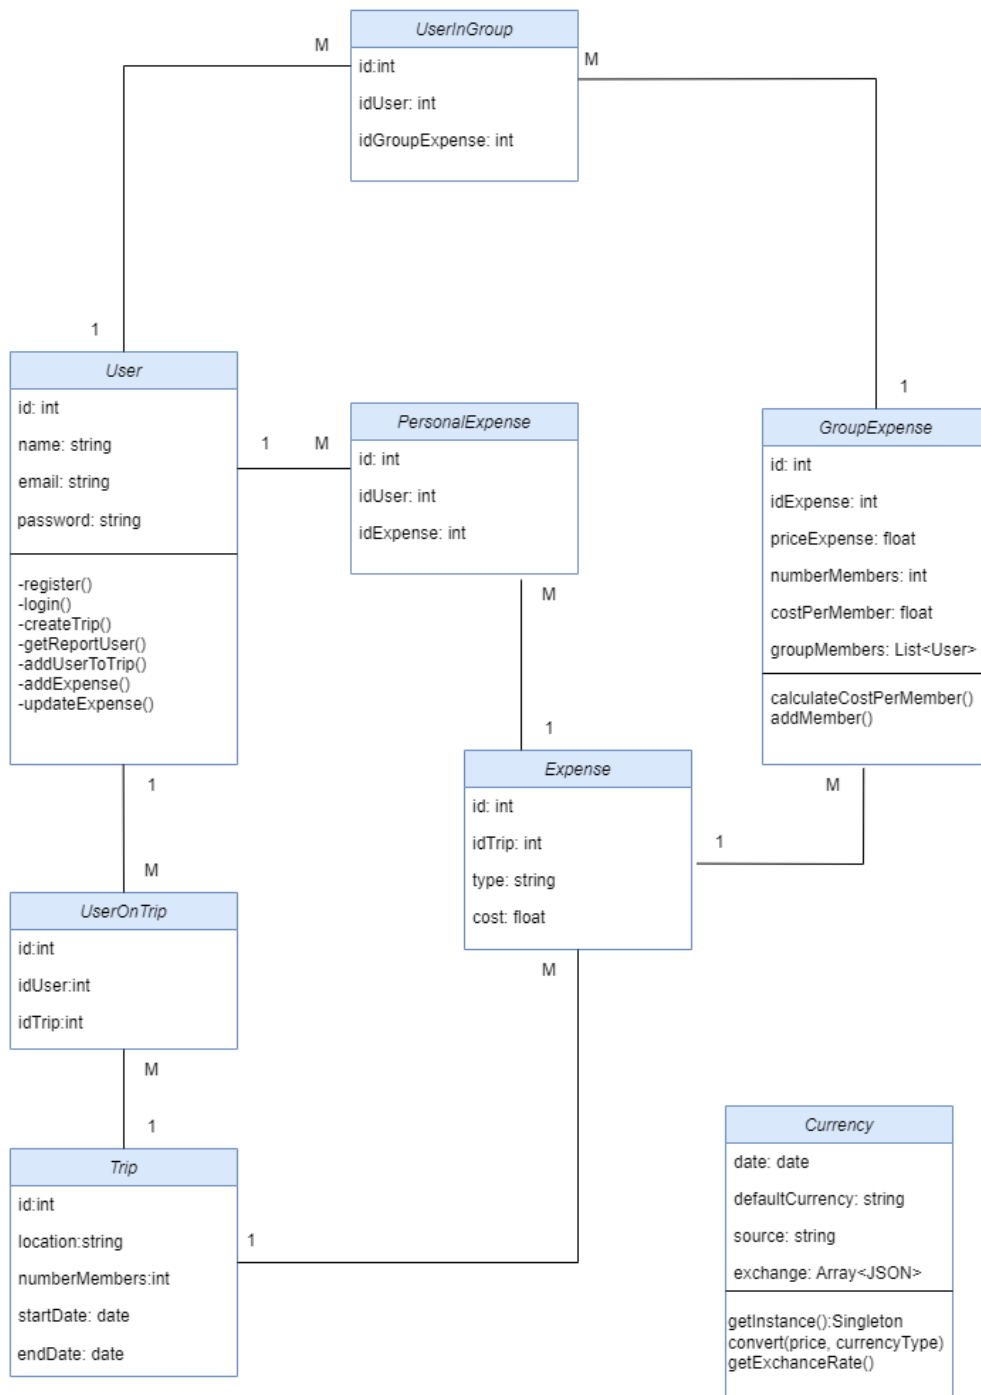 UserInGroup
id:int
idUser: int
idGroupExpense: int
M
M
1
1
User
id: int
name: string
email: string
password: string
-register()
-login()
-createTrip()
-getReportUser()
-addUserToTrip()
-addExpense()
-updateExpense()
1
M
PersonalExpense
id: int
idUser: int
idExpense: int
GroupExpense
id: int
idExpense: int
priceExpense: float
numberMembers: int
costPerMember: float
groupMembers: List<User>
calculateCostPerMember()
addMember()
M
1
Expense
id: int
idTrip: int
type: string
cost: float
1
M
M
1
M
UserOnTrip
id:int
idUser:int
idTrip:int
M
1
Trip
id:int
location:string
numberMembers:int
startDate: date
endDate: date
1
Currency
date: date
defaultCurrency: string
source: string
exchange: Array<JSON>
getInstance():Singleton
convert(price, currencyType)
getExchanceRate()